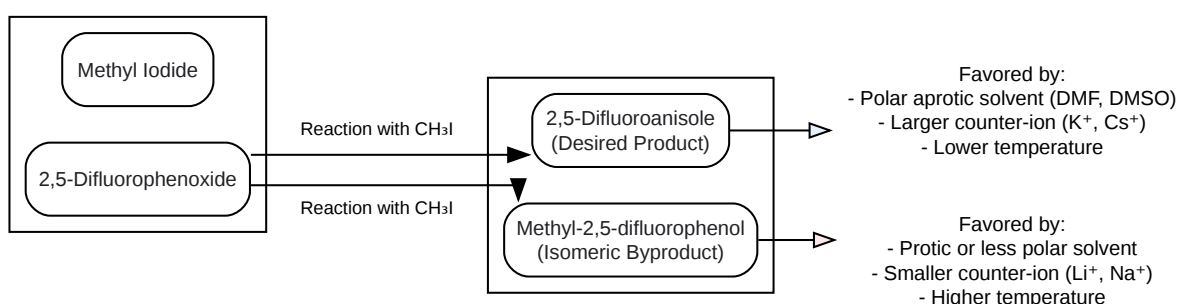 Methyl Iodide
2,5-Difluorophenoxide
Reaction with CH₃I
Reaction with CH₃I
2,5-Difluoroanisole
(Desired Product)
Methyl-2,5-difluorophenol
(Isomeric Byproduct)
Favored by:
- Polar aprotic solvent (DMF, DMSO)
- Larger counter-ion (K⁺, Cs⁺)
- Lower temperature
Favored by:
- Protic or less polar solvent
- Smaller counter-ion (Li⁺, Na⁺)
- Higher temperature